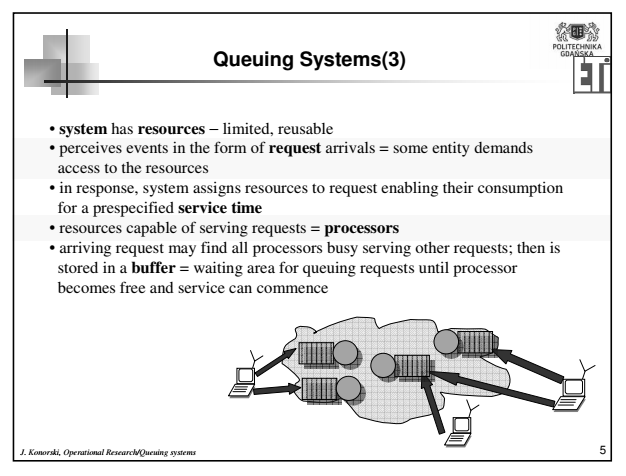 Queuing Systems(3)
POLITECHNIKA
GDAŃSKA
ETI
• system has resources − limited, reusable
• perceives events in the form of request arrivals = some entity demands
access to the resources
• in response, system assigns resources to request enabling their consumption
for a prespecified service time
• resources capable of serving requests = processors
• arriving request may find all processors busy serving other requests; then is
stored in a buffer = waiting area for queuing requests until processor
becomes free and service can commence
J. Konorski, Operational Research/Queuing systems
5